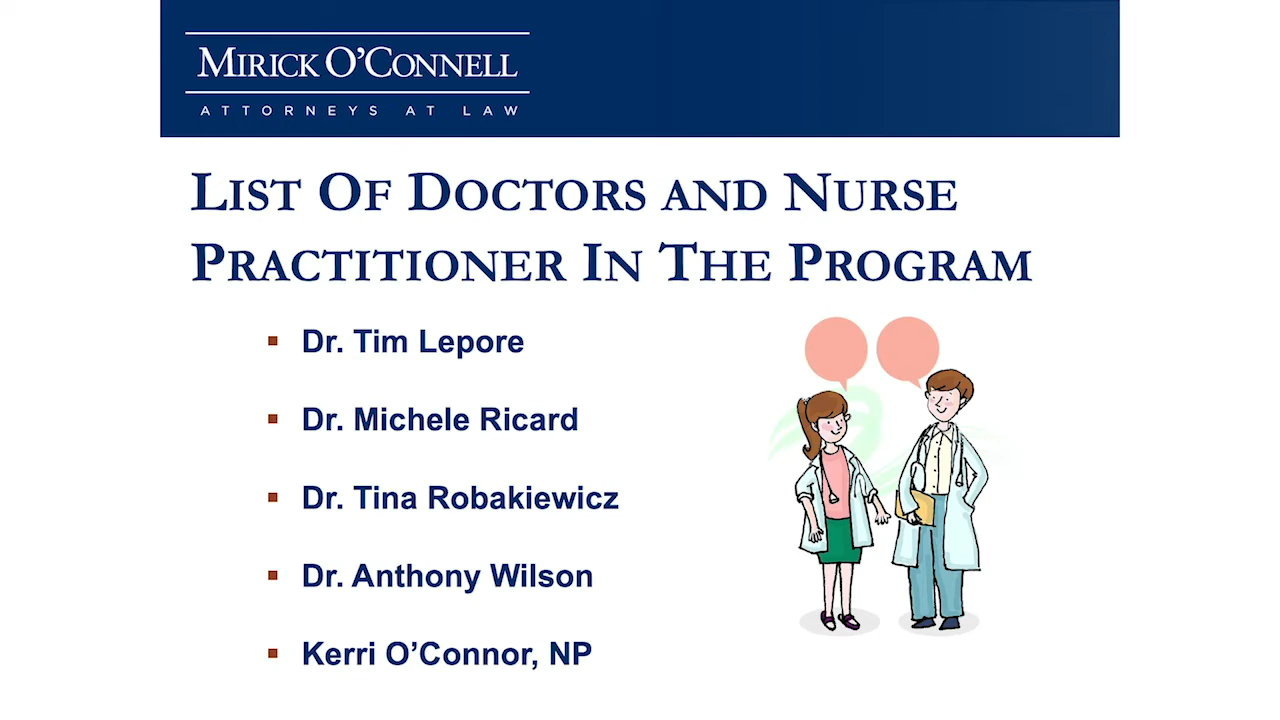 MIRICK O’CONNELL
ATTORNEYS AT LAW
LIST OF DOCTORS AND NURSE
PRACTITIONER IN THE PROGRAM
▪ Dr. Tim Lepore
▪ Dr. Michele Ricard
▪ Dr. Tina Robakiewicz
▪ Dr. Anthony Wilson
▪ Kerri O’Connor, NP